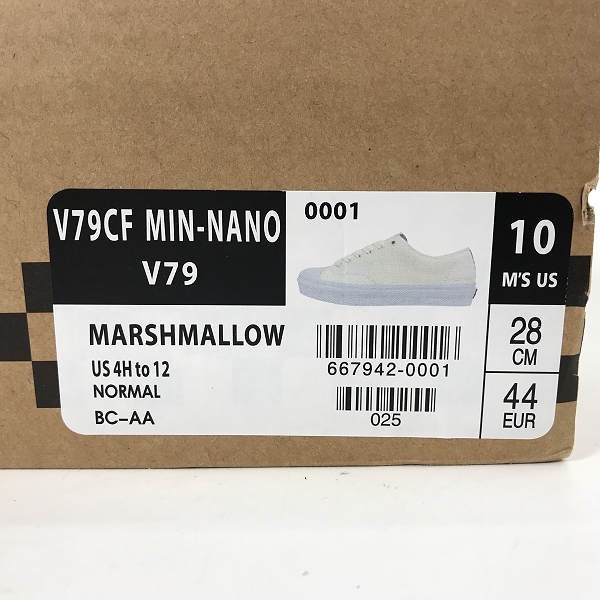 V79CF MIN-NANO
V79
0001
10
M'S US
MARSHMALLOW
US 4H to 12
NORMAL
BC-AA
667942-0001
025
28
CM
44
EUR